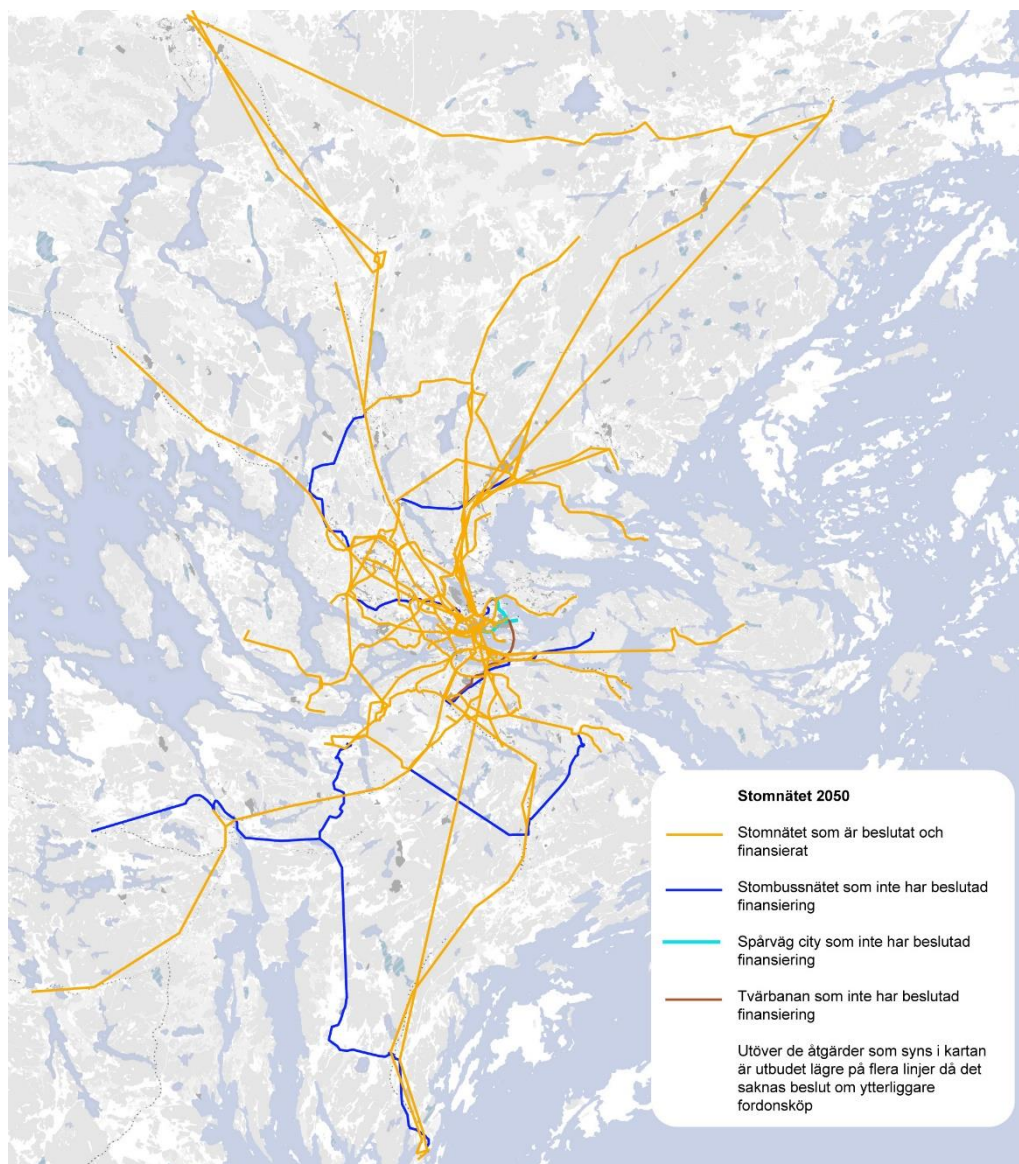 Stomnätet 2050
Stomnätet som är beslutat och
finansierat
Stombussnätet som inte har beslutad
finansiering
Spårväg city som inte har beslutad
finansiering
Tvärbanan som inte har beslutad
finansiering
Utöver de åtgärder som syns i kartan
är utbudet lägre på flera linjer då det
saknas beslut om ytterliggare
fordonsköp